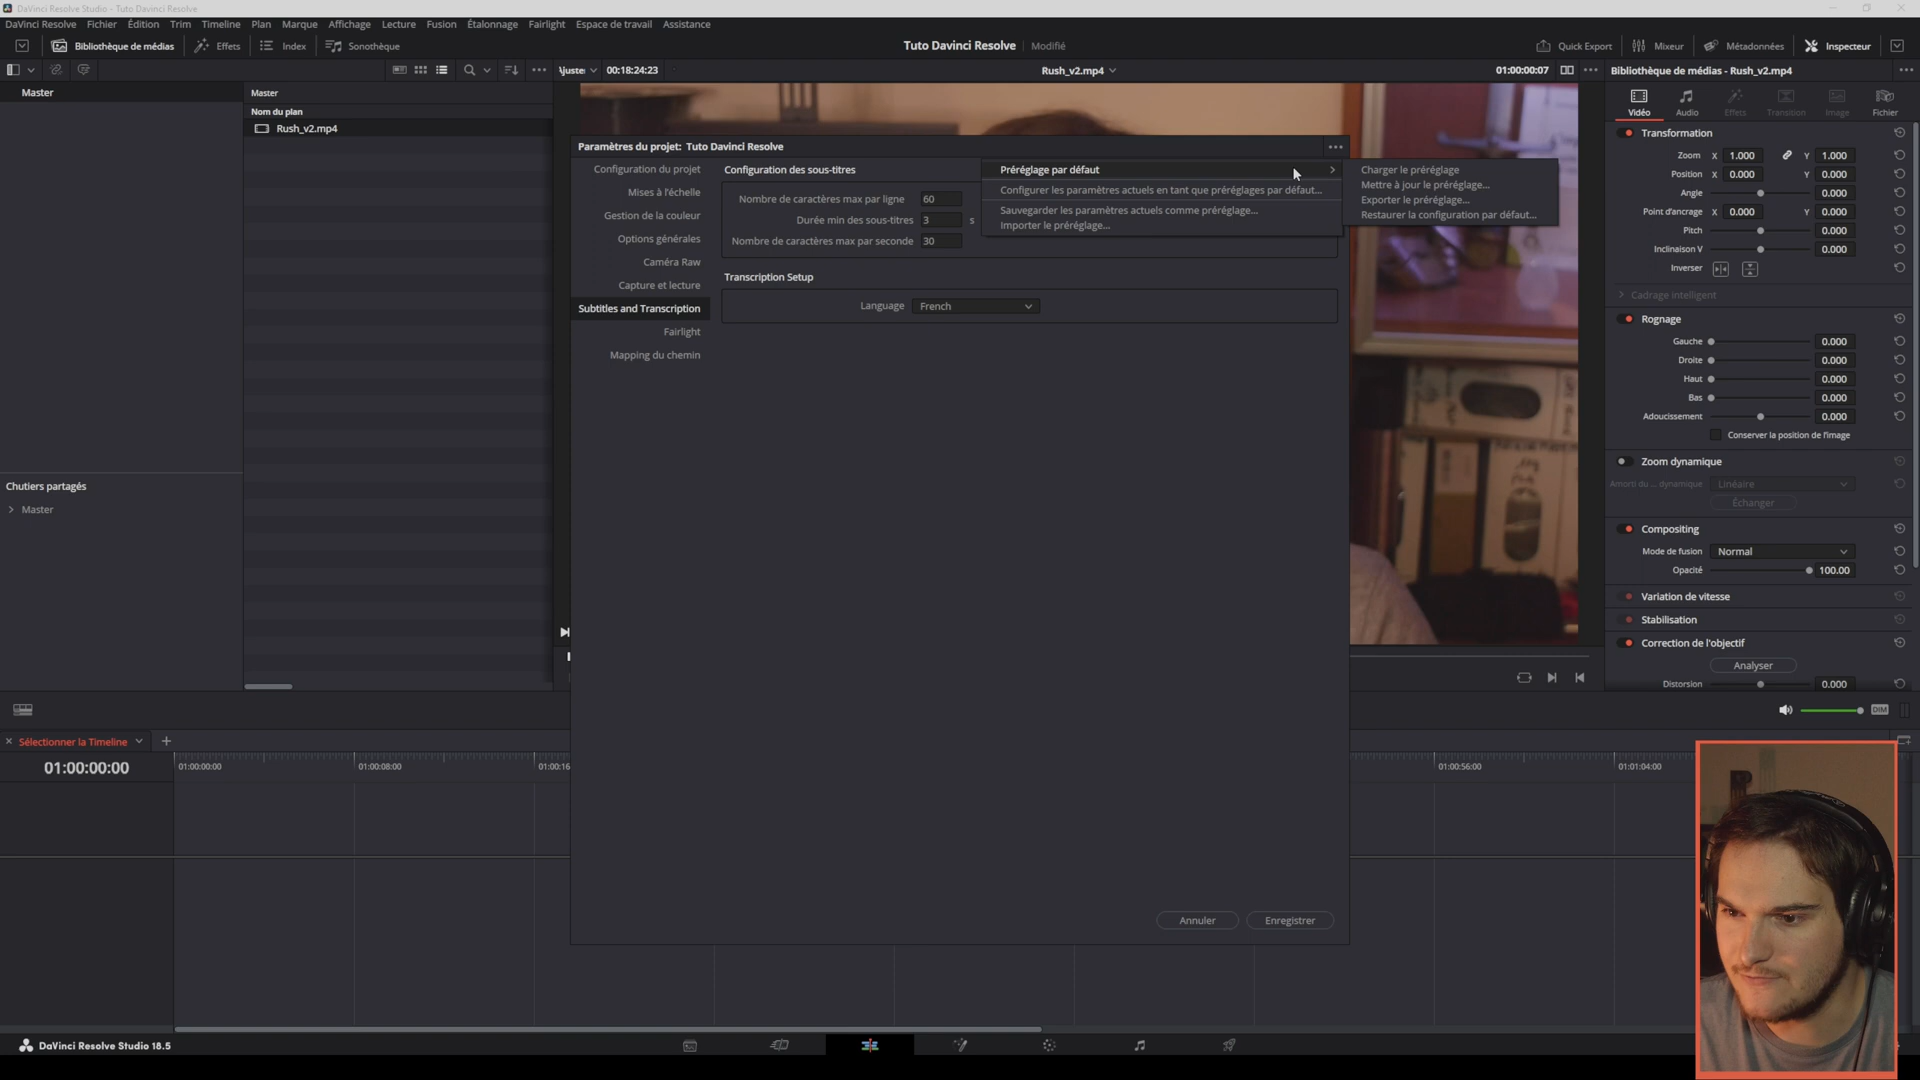 DaVinci Resolve Studio - Tuto Davinci Resolve
DaVinci Resolve Fichier Édition Trim Timeline Plan Marque Affichage Lecture Fusion Étalonnage Fairlight Espace de travail Assistance
Bibliothèque de médias Effets Index Sonothèque Tuto Davinci Resolve Modifié Quick Export Mixeur Métadonnées Inspecteur
\juste 00:18:24:23 Rush_v2.mp4 01:00:00:07 Bibliothèque de médias - Rush_v2.mp4
Master
Master
Nom du plan
Rush_v2.mp4
Chutiers partagés
Master
Paramètres du projet: Tuto Davinci Resolve
Configuration du projet
Mises à l'échelle
Gestion de la couleur
Options générales
Caméra Raw
Capture et lecture
Subtitles and Transcription
Fairlight
Mapping du chemin
Configuration des sous-titres
Nombre de caractères max par ligne 60
Durée min des sous-titres 3 s
Nombre de caractères max par seconde 30
Transcription Setup
Language French
Préréglage par défaut
Configurer les paramètres actuels en tant que préréglages par défaut...
Sauvegarder les paramètres actuels comme préréglage...
Importer le préréglage...
Charger le préréglage
Mettre à jour le préréglage...
Exporter le préréglage...
Restaurer la configuration par défaut...
Annuler Enregistrer
Vidéo Audio Effets Transition Image Fichier
Transformation
Zoom X 1.000 Y 1.000
Position X 0.000 Y 0.000
Angle 0.000
Point d'ancrage X 0.000 Y 0.000
Pitch 0.000
Inclinaison V 0.000
Inverser
Cadrage intelligent
Rognage
Gauche 0.000
Droite 0.000
Haut 0.000
Bas 0.000
Adoucissement 0.000
Conserver la position de l'image
Zoom dynamique
Amorti du ... dynamique Linéaire
Échanger
Compositing
Mode de fusion Normal
Opacité 100.00
Variation de vitesse
Stabilisation
Correction de l'objectif
Analyser
Distorsion 0.000
DIM
Sélectionner la Timeline
01:00:00:00
01:00:00:00 01:00:08:00 01:00:16 01:00:56:00 01:01:04:00
DaVinci Resolve Studio 18.5